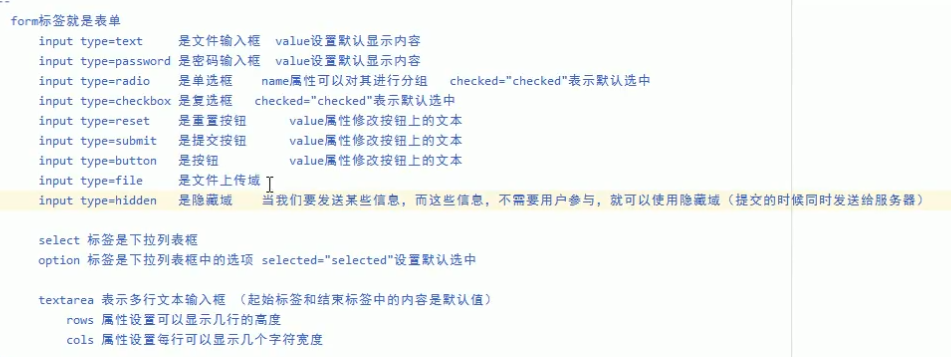 form标签就是表单
input type=text 是文件输入框 value设置默认显示内容
input type=password 是密码输入框 value设置默认显示内容
input type=radio 是单选框 name属性可以对其进行分组 checked="checked"表示默认选中
input type=checkbox 是复选框 checked="checked"表示默认选中
input type=reset 是重置按钮 value属性修改按钮上的文本
input type=submit 是提交按钮 value属性修改按钮上的文本
input type=button 是按钮 value属性修改按钮上的文本
input type=file 是文件上传域
input type=hidden 是隐藏域 当我们要发送某些信息，而这些信息，不需要用户参与，就可以使用隐藏域（提交的时候同时发送给服务器）
select 标签是下拉列表框
option 标签是下拉列表框中的选项 selected="selected"设置默认选中
textarea 表示多行文本输入框 （起始标签和结束标签中的内容是默认值）
rows 属性设置可以显示几行的高度
cols 属性设置每行可以显示几个字符宽度